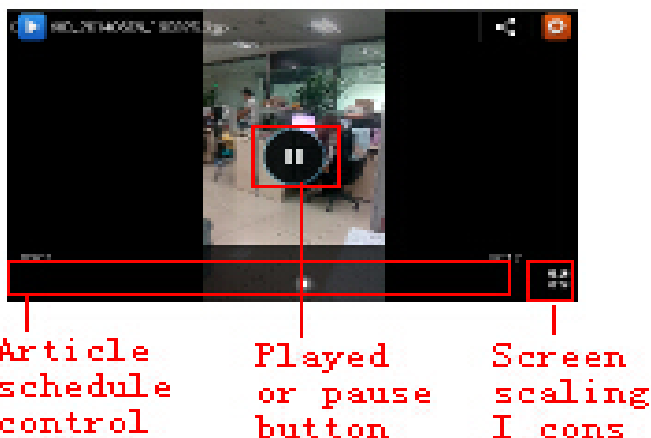 Article
schedule
control
Played
or pause
button
Screen
scaling
I cons